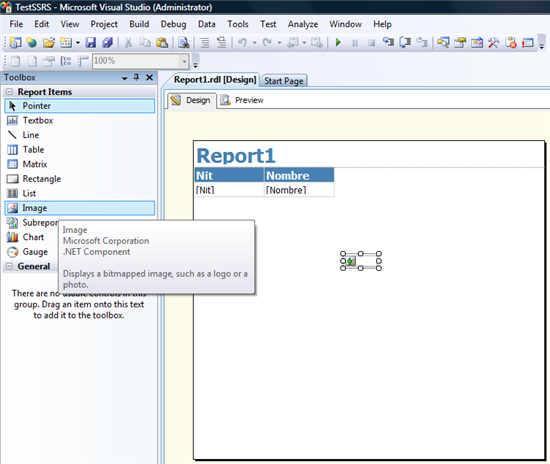 TestSSRS - Microsoft Visual Studio (Administrator)
File Edit View Project Build Debug Data Tools Test Analyze Window Help
100%
Toolbox
Report1.rdl [Design] Start Page
Report Items
Design Preview
Pointer
Textbox
Line
Table
Matrix
Rectangle
List
Image
Subrepor
Chart
Gauge
General
There are no usable controls in this
group. Drag an item onto this text
to add it to the toolbox.
Image
Microsoft Corporation
.NET Component
Displays a bitmapped image, such as a logo or a
photo.
Report1
Nit Nombre
[Nit] [Nombre]